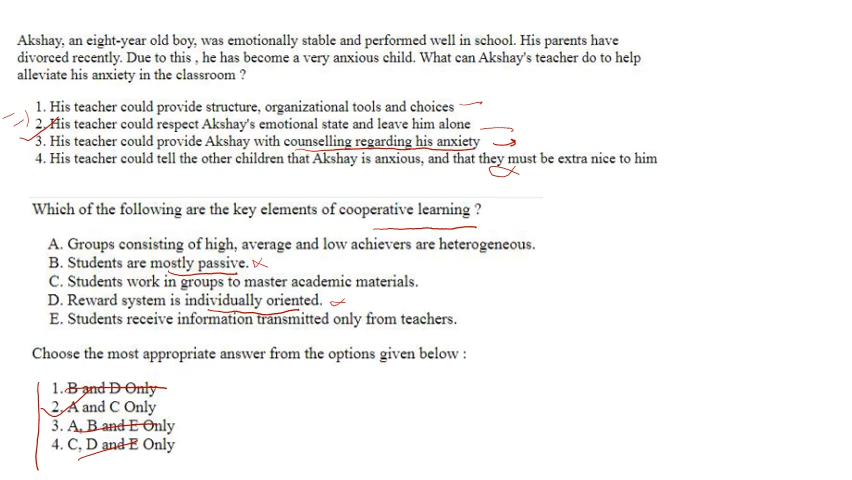 Akshay, an eight-year old boy, was emotionally stable and performed well in school. His parents have
divorced recently. Due to this , he has become a very anxious child. What can Akshay's teacher do to help
alleviate his anxiety in the classroom ?
1. His teacher could provide structure, organizational tools and choices
2. His teacher could respect Akshay's emotional state and leave him alone
3. His teacher could provide Akshay with counselling regarding his anxiety
4. His teacher could tell the other children that Akshay is anxious, and that they must be extra nice to him
Which of the following are the key elements of cooperative learning ?
A. Groups consisting of high, average and low achievers are heterogeneous.
B. Students are mostly passive.
C. Students work in groups to master academic materials.
D. Reward system is individually oriented.
E. Students receive information transmitted only from teachers.
Choose the most appropriate answer from the options given below :
1. B and D Only
2. A and C Only
3. A, B and E Only
4. C, D and E Only